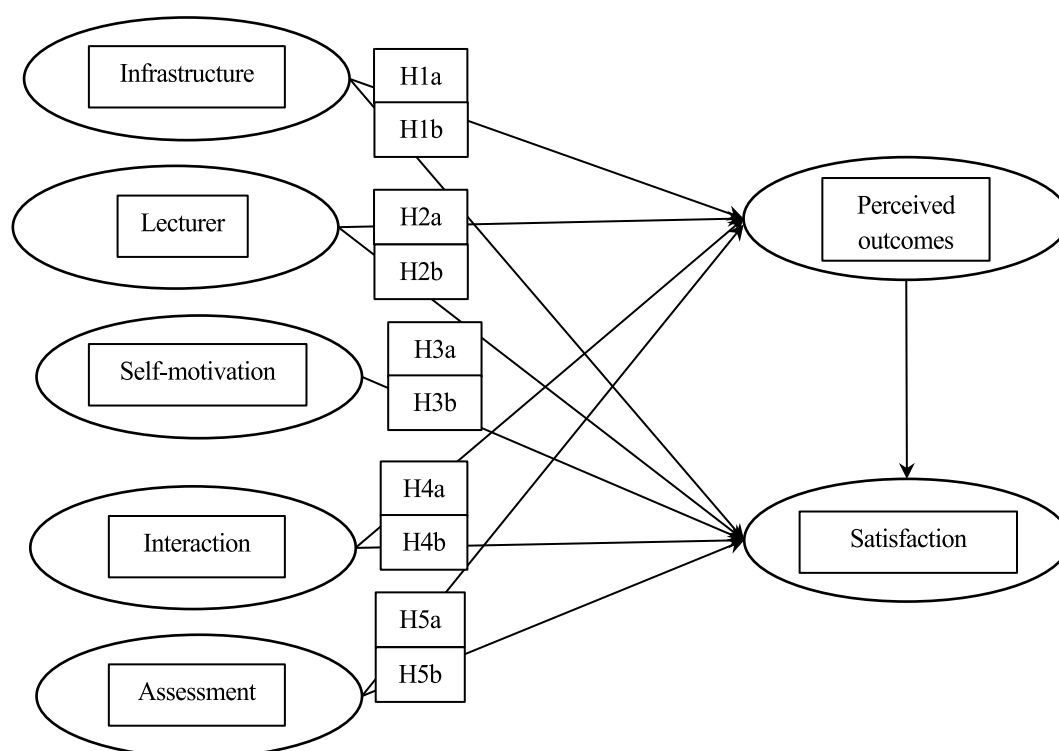 Infrastructure
H1a
H1b
Lecturer
H2a
H2b
Self-motivation
H3a
H3b
Interaction
H4a
H4b
Assessment
H5a
H5b
Perceived
outcomes
Satisfaction